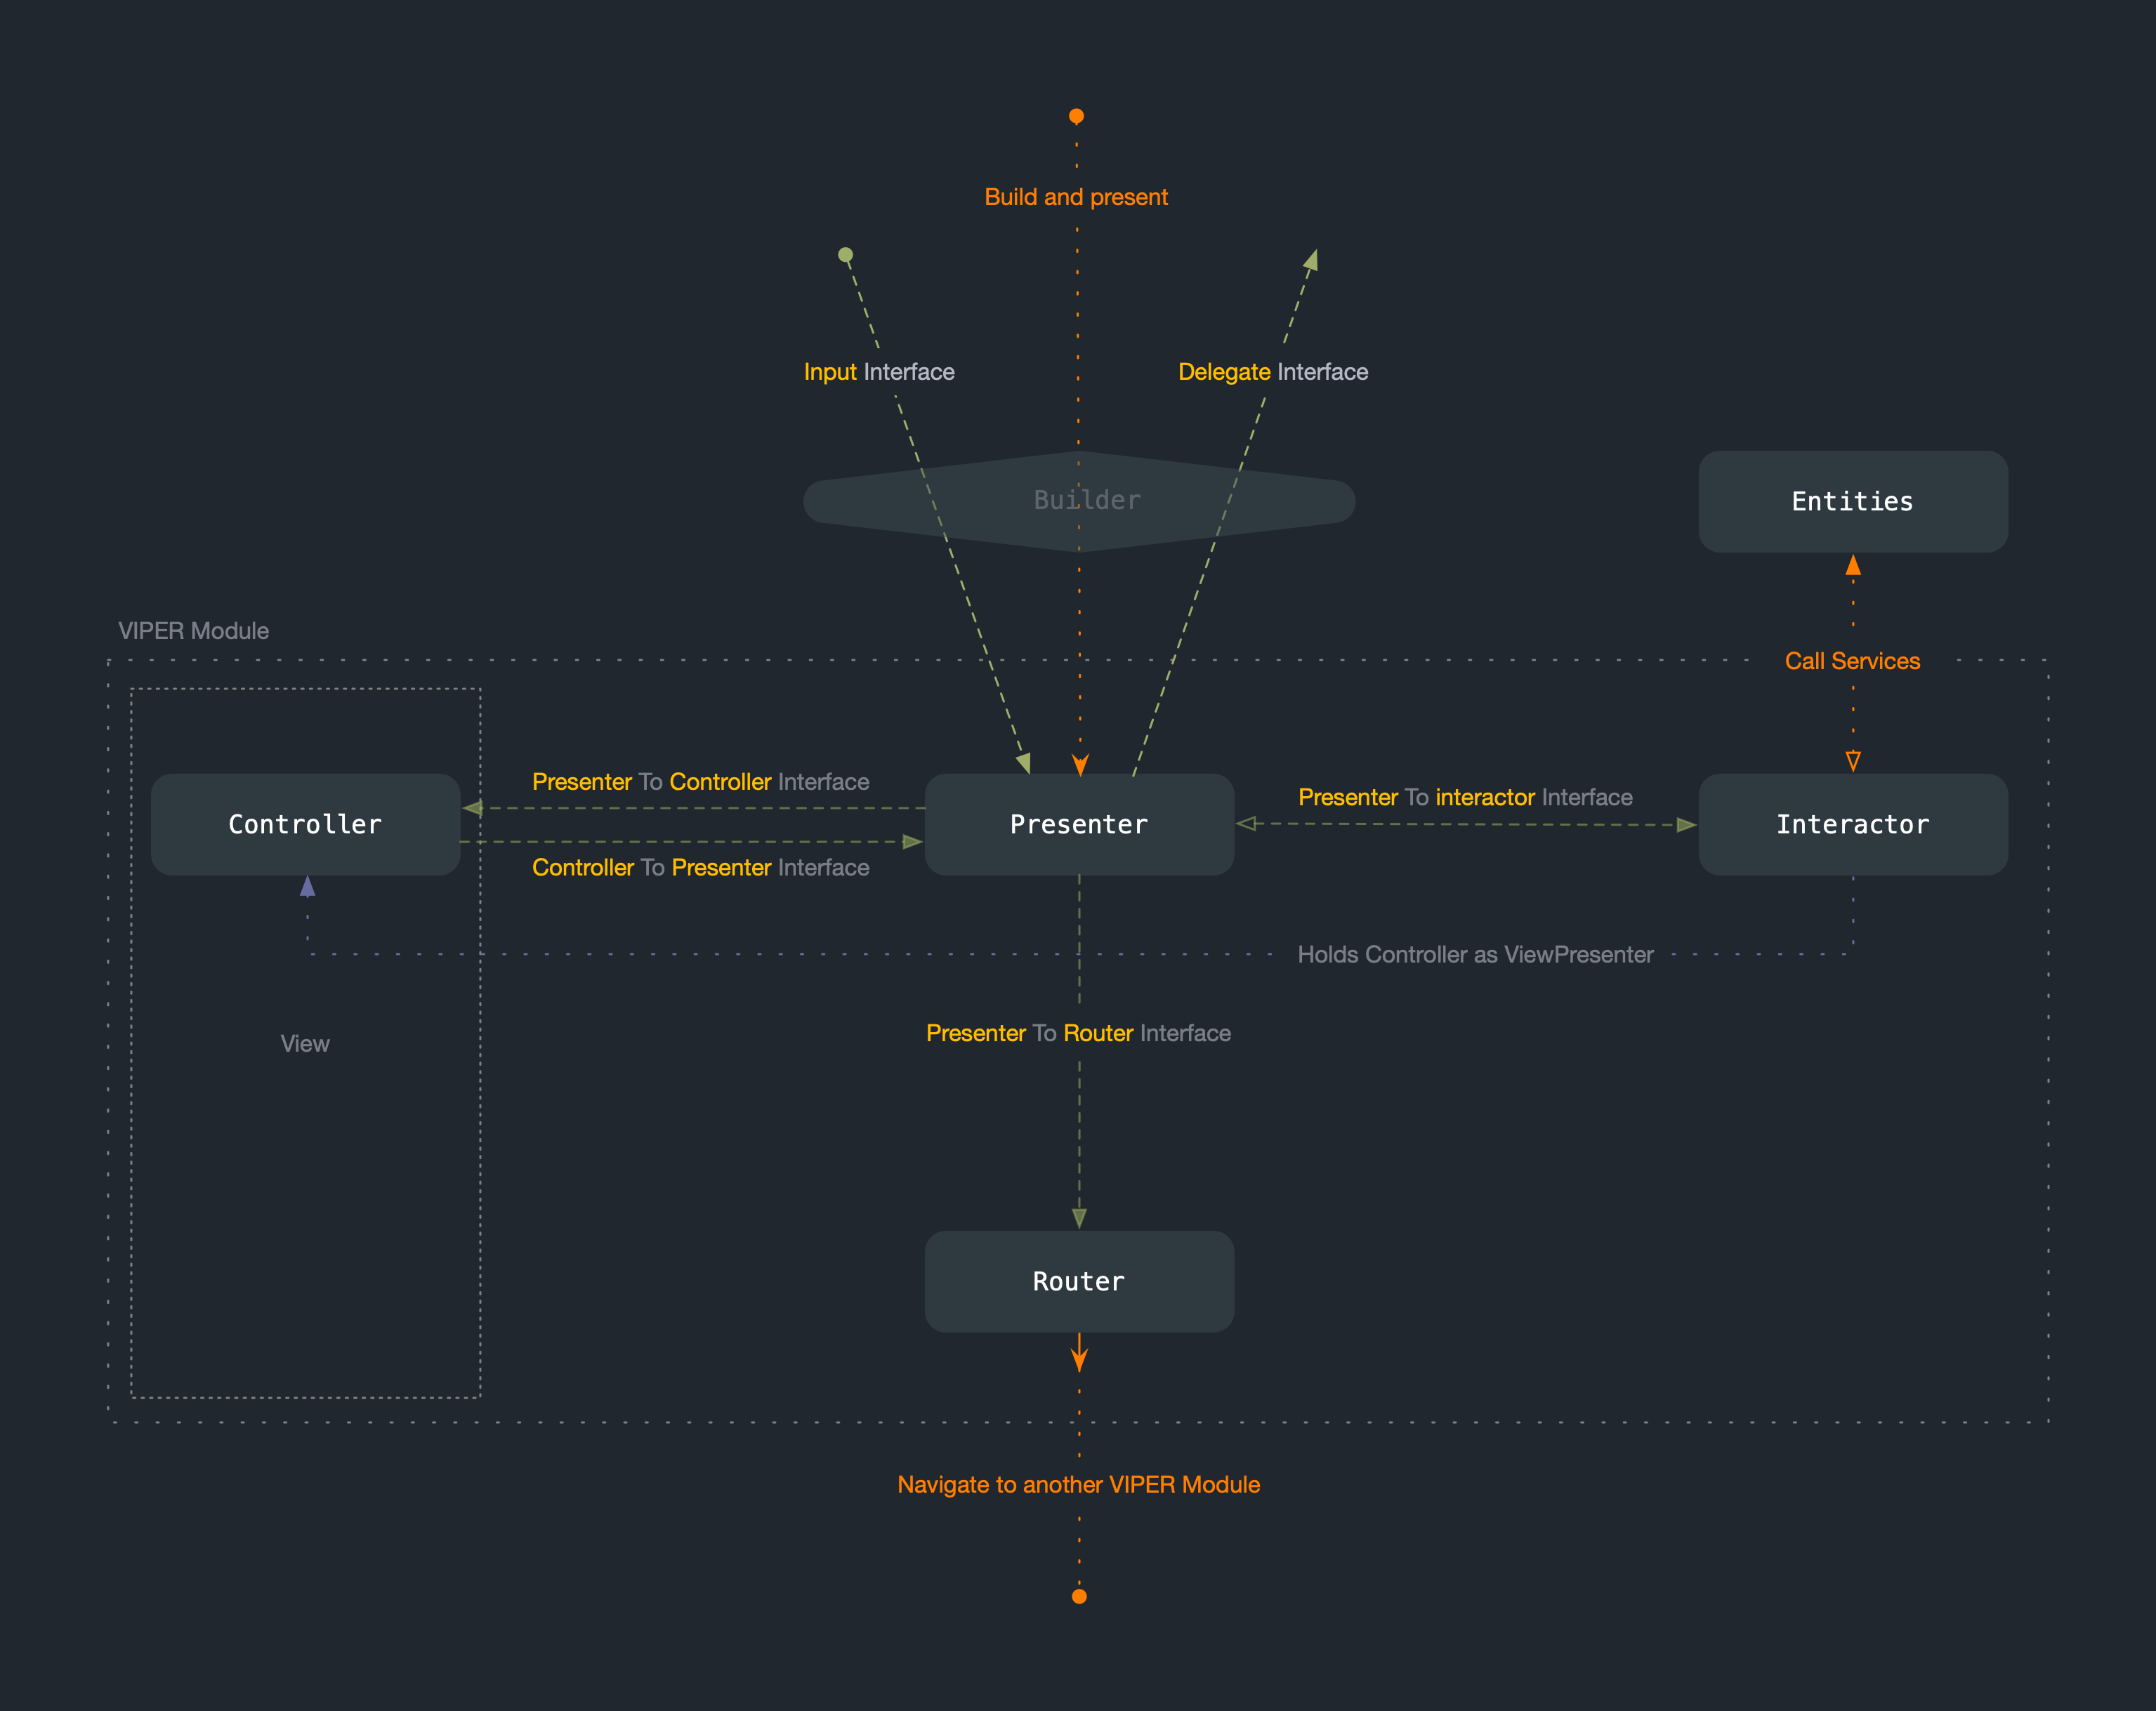 Build and present
Input Interface
Delegate Interface
Builder
Entities
VIPER Module
Call Services
Presenter To Controller Interface
Presenter To interactor Interface
Controller
Presenter
Interactor
Controller To Presenter Interface
Holds Controller as ViewPresenter
Presenter To Router Interface
View
Router
Navigate to another VIPER Module